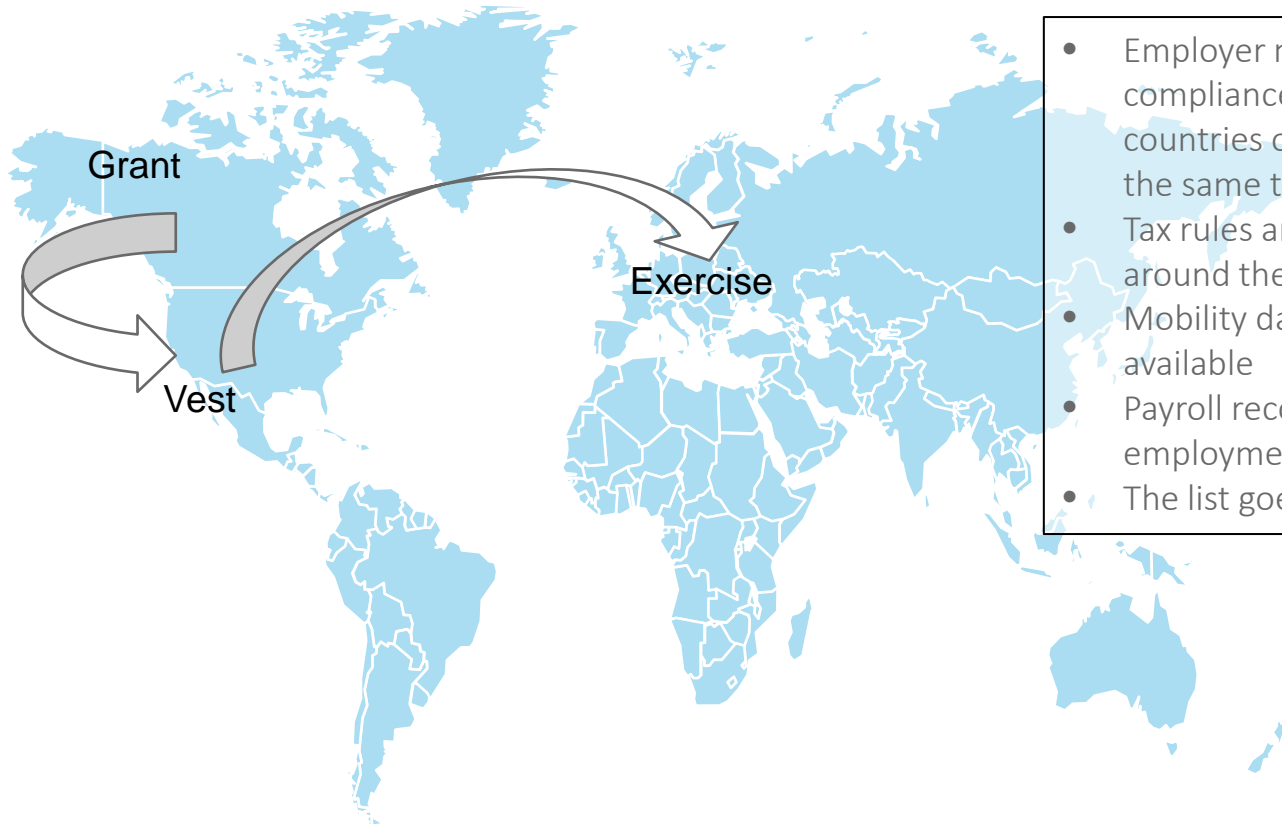 Grant
Vest
Exercise
• Employer
compliance
countries
the same
• Tax rules
around the
• Mobility
available
• Payroll
• The list